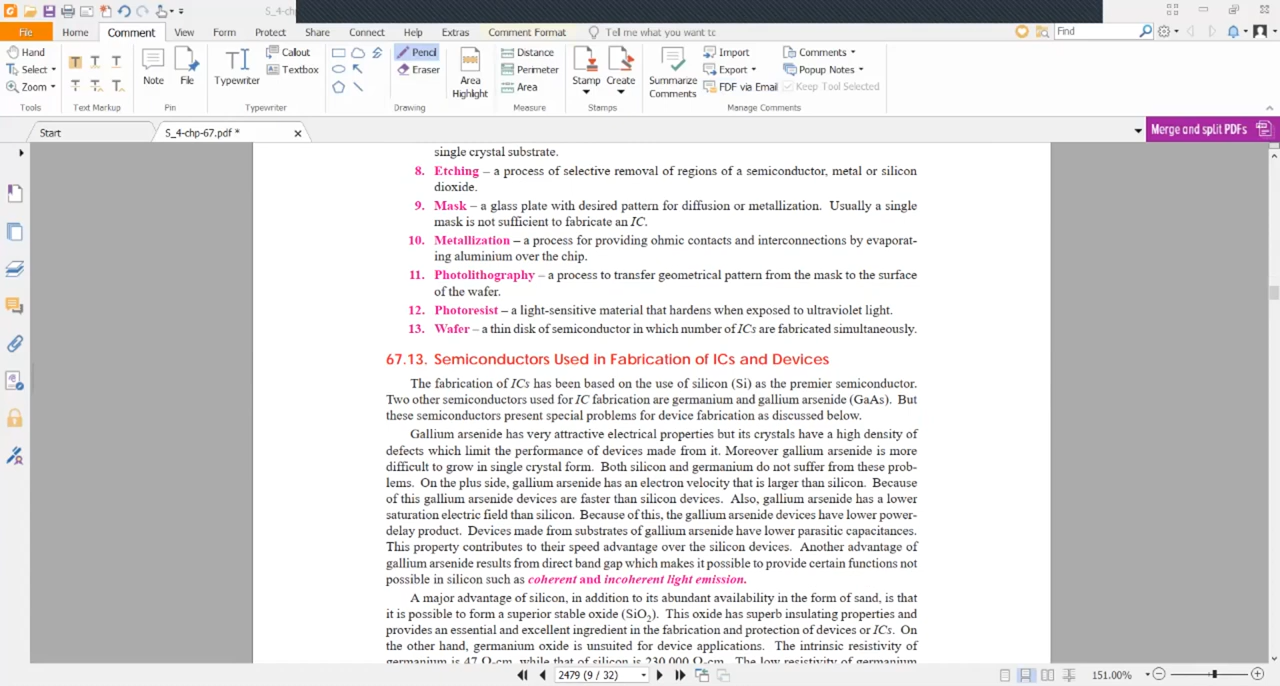 S_4-chp
File
Home
Comment
View
Form
Protect
Share
Connect
Help
Extras
Comment Format
Tell me what you want tc
Find
Hand
Select
Zoom
Tools
Text Markup
Note
File
Pin
Typewriter
Callout
Textbox
Typewriter
Pencil
Eraser
Drawing
Area
Highlight
Distance
Perimeter
Area
Measure
Stamp
Create
Stamps
Summarize
Comments
Import
Export
FDF via Email
Comments
Popup Notes
Keep Tool Selected
Manage Comments
Start
S_4-chp-67.pdf *
Merge and split PDFs
single crystal substrate.
8. Etching – a process of selective removal of regions of a semiconductor, metal or silicon
dioxide.
9. Mask – a glass plate with desired pattern for diffusion or metallization. Usually a single
mask is not sufficient to fabricate an IC.
10. Metallization – a process for providing ohmic contacts and interconnections by evaporat-
ing aluminium over the chip.
11. Photolithography – a process to transfer geometrical pattern from the mask to the surface
of the wafer.
12. Photoresist – a light-sensitive material that hardens when exposed to ultraviolet light.
13. Wafer – a thin disk of semiconductor in which number of ICs are fabricated simultaneously.
67.13. Semiconductors Used in Fabrication of ICs and Devices
The fabrication of ICs has been based on the use of silicon (Si) as the premier semiconductor.
Two other semiconductors used for IC fabrication are germanium and gallium arsenide (GaAs). But
these semiconductors present special problems for device fabrication as discussed below.
Gallium arsenide has very attractive electrical properties but its crystals have a high density of
defects which limit the performance of devices made from it. Moreover gallium arsenide is more
difficult to grow in single crystal form. Both silicon and germanium do not suffer from these prob-
lems. On the plus side, gallium arsenide has an electron velocity that is larger than silicon. Because
of this gallium arsenide devices are faster than silicon devices. Also, gallium arsenide has a lower
saturation electric field than silicon. Because of this, the gallium arsenide devices have lower power-
delay product. Devices made from substrates of gallium arsenide have lower parasitic capacitances.
This property contributes to their speed advantage over the silicon devices. Another advantage of
gallium arsenide results from direct band gap which makes it possible to provide certain functions not
possible in silicon such as coherent and incoherent light emission.
A major advantage of silicon, in addition to its abundant availability in the form of sand, is that
it is possible to form a superior stable oxide (SiO2). This oxide has superb insulating properties and
provides an essential and excellent ingredient in the fabrication and protection of devices or ICs. On
the other hand, germanium oxide is unsuited for device applications. The intrinsic resistivity of
germanium is 47 Ω-cm, while that of silicon is 230,000 Ω-cm. The low resistivity of germanium
2479 (9 / 32)
151.00%